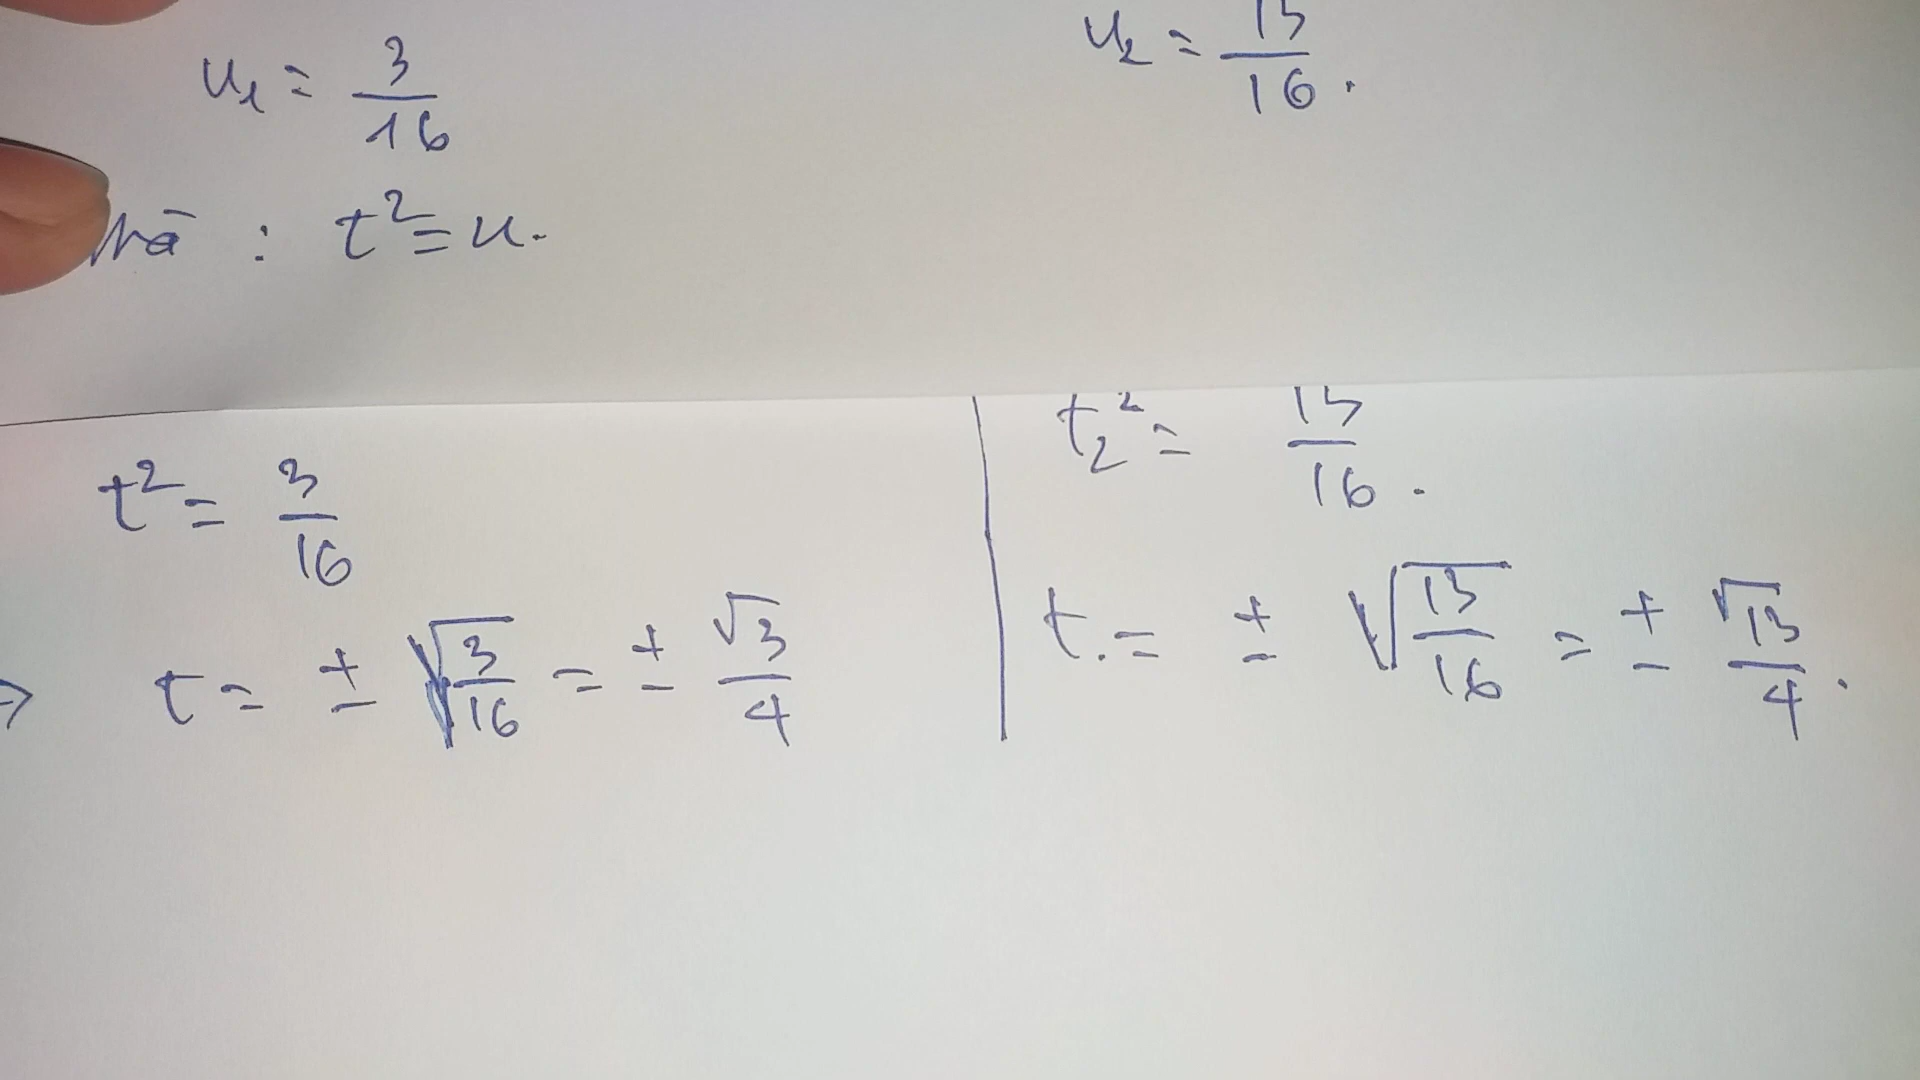 u₁ = 3/16
u₂ = 13/16.
mà : t² = u.
t² = 3/16
t₂² = 13/16.
=> t = ± √(3/16) = ± √3/4
t. = ± √(13/16) = ± √13/4.